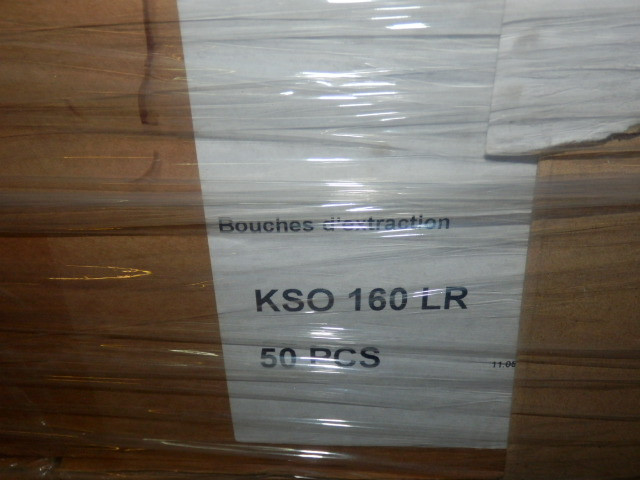 Bouches d'extraction
KSO 160 LR
50 PCS